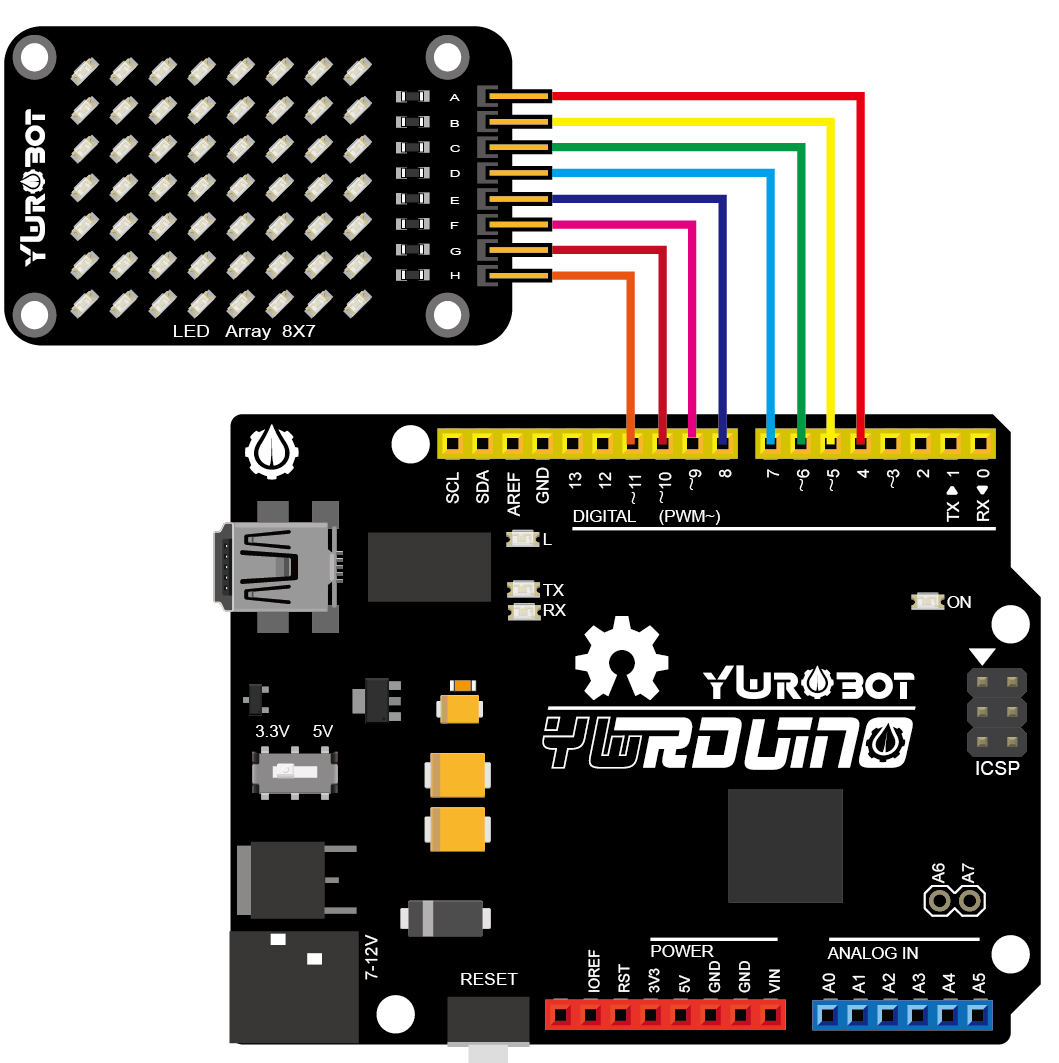 YWROBOT
A
B
C
D
E
F
G
H
LED Array 8X7
SCL
SDA
AREF
GND
13
12
~11
~10
~9
8
7
~6
~5
4
~3
2
TX ▶ 1
RX ◀ 0
DIGITAL (PWM~)
L
TX
RX
ON
YWROBOT
YWRDUINO
3.3V 5V
ICSP
A6
A7
7-12V
RESET
POWER
IOREF
RST
3V3
5V
GND
GND
VIN
ANALOG IN
A0
A1
A2
A3
A4
A5